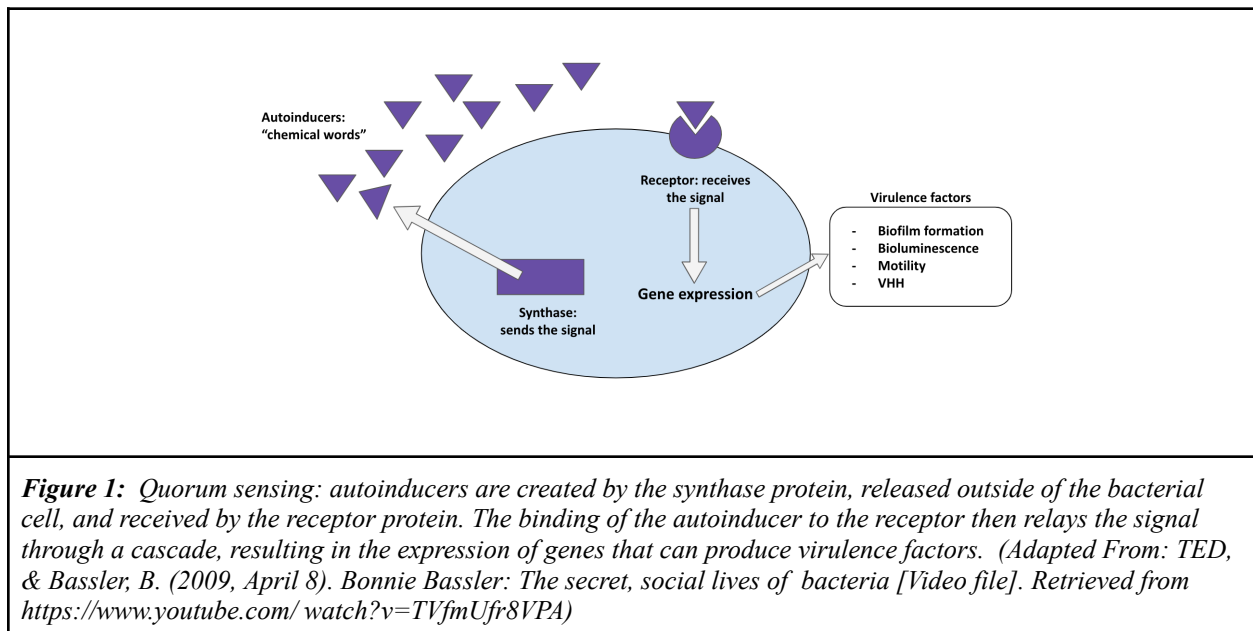 Autoinducers:
“chemical words”
Receptor: receives
the signal
Virulence factors
- Biofilm formation
- Bioluminescence
- Motility
- VHH
Gene expression
Synthase:
sends the signal
Figure 1: Quorum sensing: autoinducers are created by the synthase protein, released outside of the bacterial
cell, and received by the receptor protein. The binding of the autoinducer to the receptor then relays the signal
through a cascade, resulting in the expression of genes that can produce virulence factors. (Adapted From: TED,
& Bassler, B. (2009, April 8). Bonnie Bassler: The secret, social lives of bacteria [Video file]. Retrieved from
https://www.youtube.com/ watch?v=TVfmUfr8VPA)